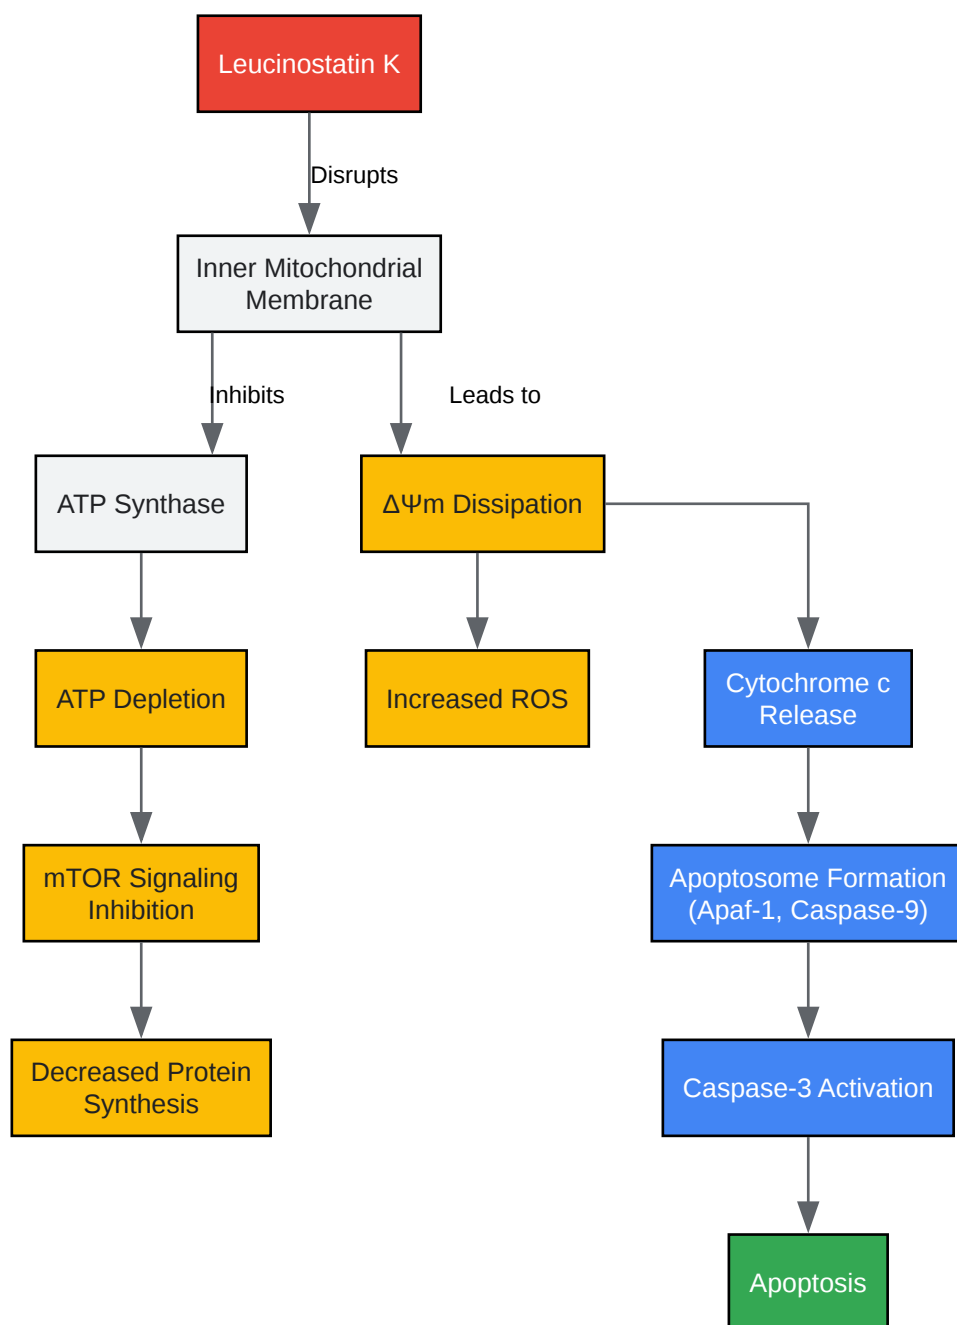 Leucinostatin K
Disrupts
Inner Mitochondrial
Membrane
Inhibits
Leads to
ATP Synthase
ΔΨm Dissipation
ATP Depletion
Increased ROS
Cytochrome c
Release
mTOR Signaling
Inhibition
Apoptosome Formation
(Apaf-1, Caspase-9)
Decreased Protein
Synthesis
Caspase-3 Activation
Apoptosis